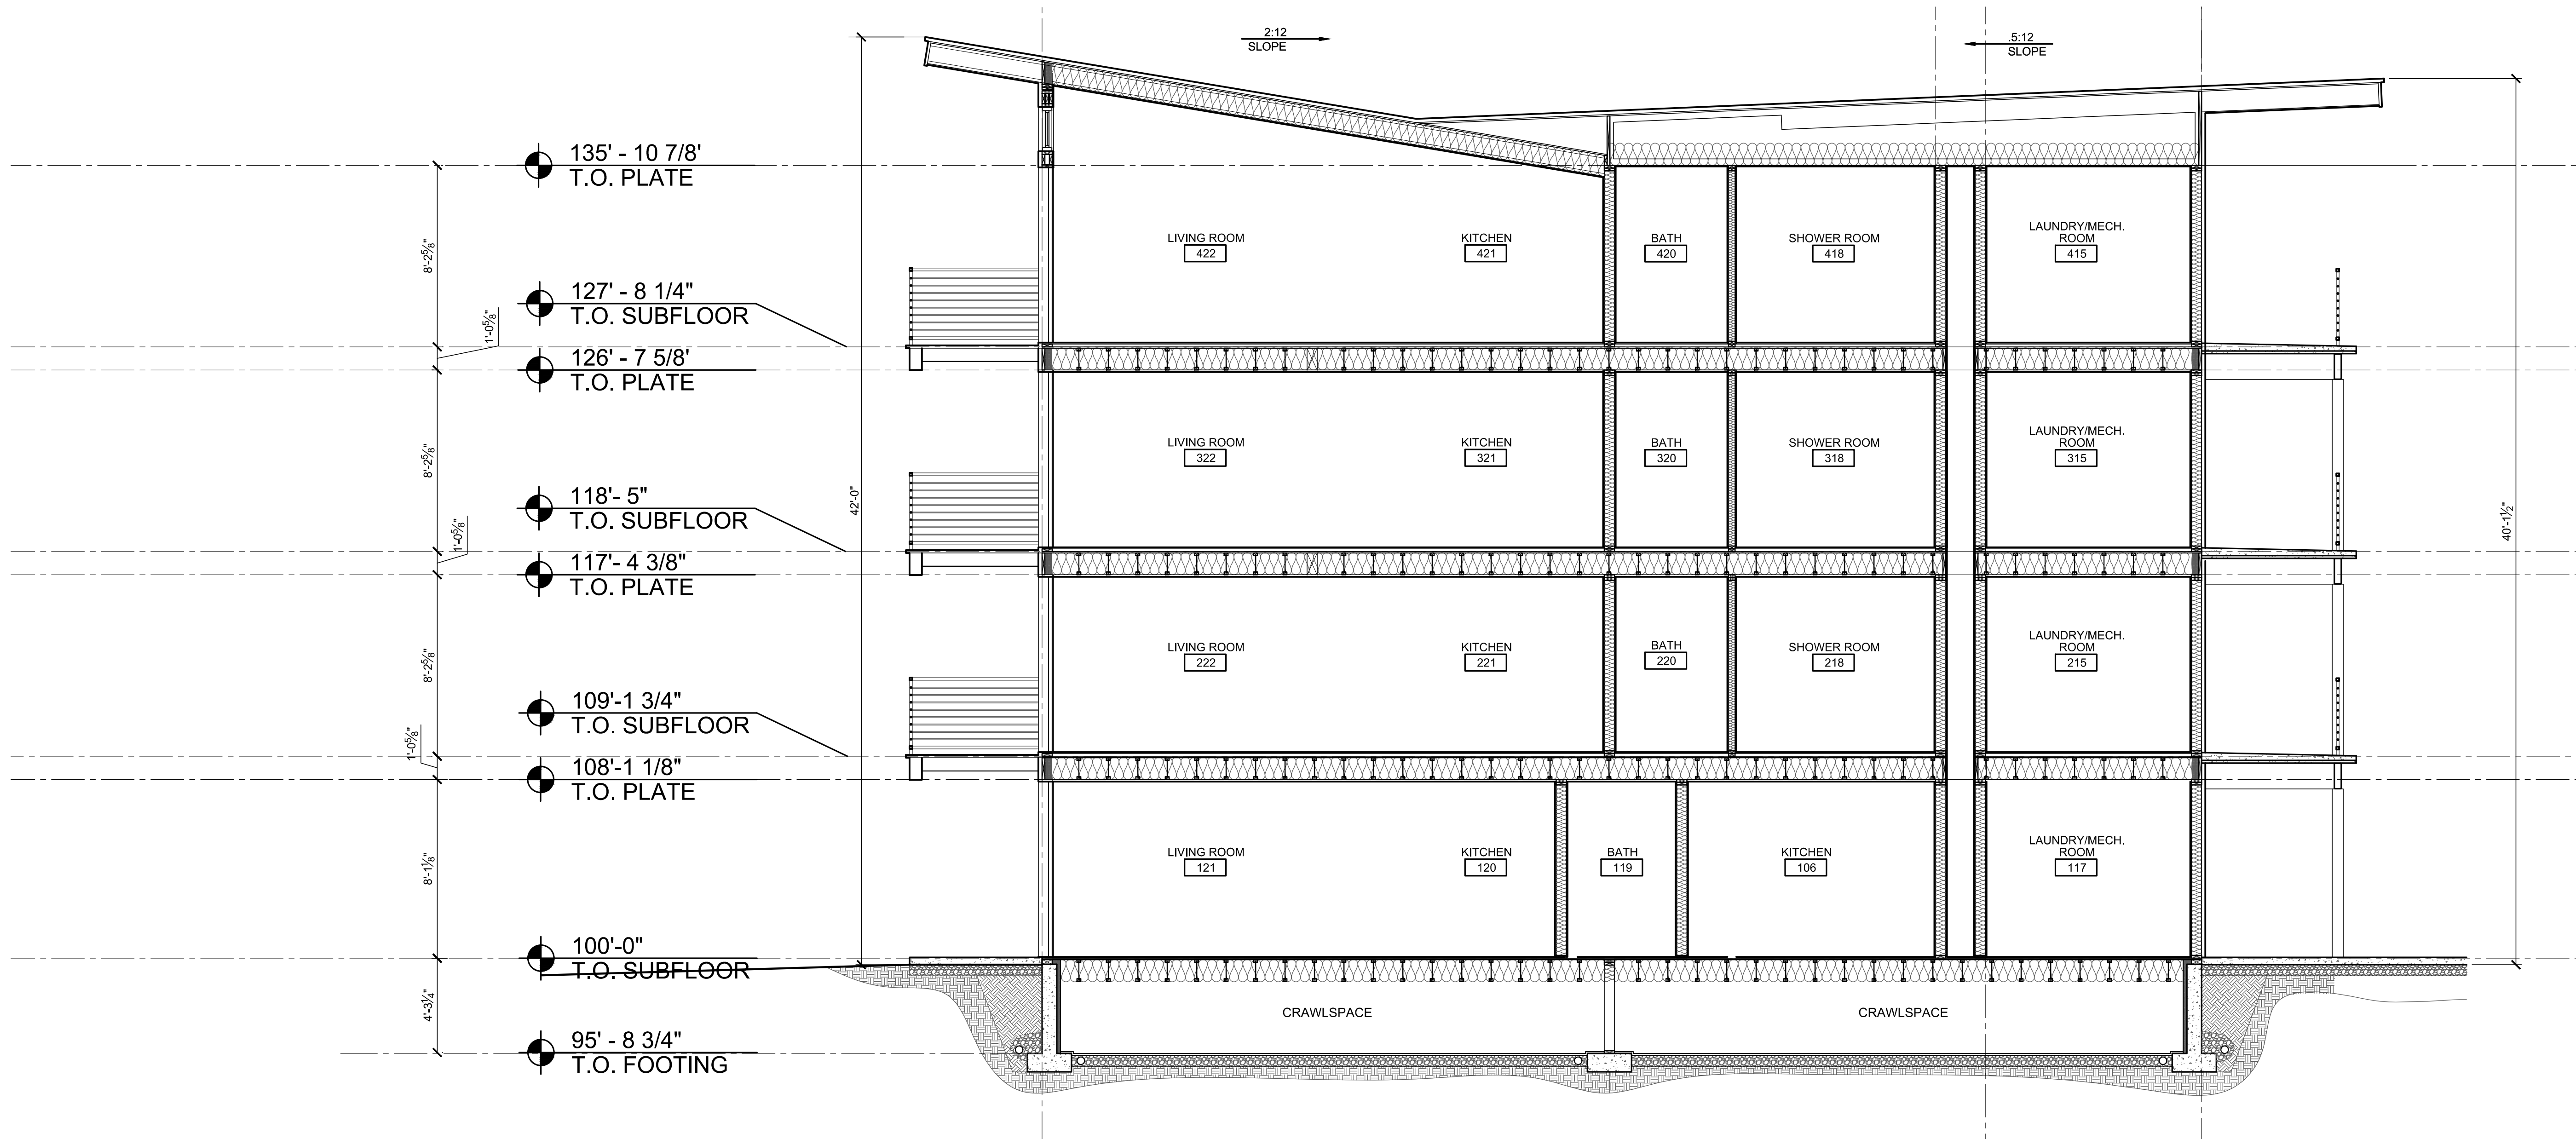 2:12
SLOPE
.5:12
SLOPE
135' - 10 7/8'
T.O. PLATE
8'-2⅝"
LIVING ROOM
422
KITCHEN
421
BATH
420
SHOWER ROOM
418
LAUNDRY/MECH.
ROOM
415
127' - 8 1/4"
T.O. SUBFLOOR
1'-0⅝"
126' - 7 5/8'
T.O. PLATE
8'-2⅝"
LIVING ROOM
322
KITCHEN
321
BATH
320
SHOWER ROOM
318
LAUNDRY/MECH.
ROOM
315
42'-0"
40'-1½"
118'- 5"
T.O. SUBFLOOR
1'-0⅝"
117'- 4 3/8"
T.O. PLATE
8'-2⅝"
LIVING ROOM
222
KITCHEN
221
BATH
220
SHOWER ROOM
218
LAUNDRY/MECH.
ROOM
215
109'-1 3/4"
T.O. SUBFLOOR
1'-0⅝"
108'-1 1/8"
T.O. PLATE
8'-1⅛"
LIVING ROOM
121
KITCHEN
120
BATH
119
KITCHEN
106
LAUNDRY/MECH.
ROOM
117
100'-0"
T.O. SUBFLOOR
4'-3¼"
CRAWLSPACE
CRAWLSPACE
95' - 8 3/4"
T.O. FOOTING